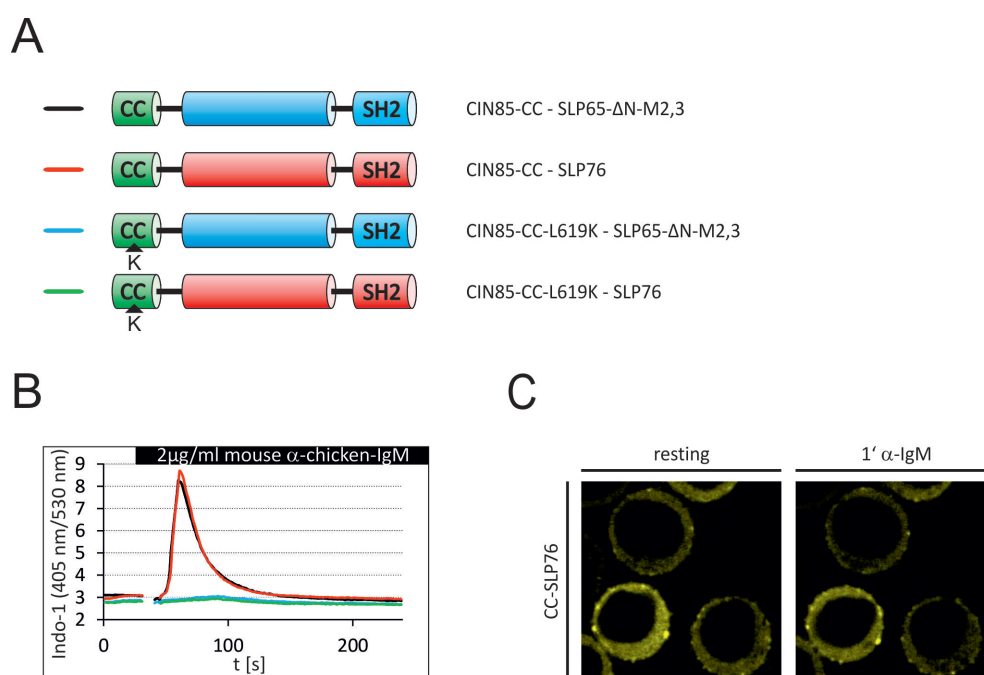 A
CC SH2 CIN85-CC - SLP65-ΔN-M2,3
CC SH2 CIN85-CC - SLP76
CC SH2 CIN85-CC-L619K - SLP65-ΔN-M2,3
K
CC SH2 CIN85-CC-L619K - SLP76
K
B
2µg/ml mouse α-chicken-IgM
Indo-1 (405 nm/530 nm)
9
8
7
6
5
4
3
2
0 100 200
t [s]
C
resting 1‘ α-IgM
CC-SLP76